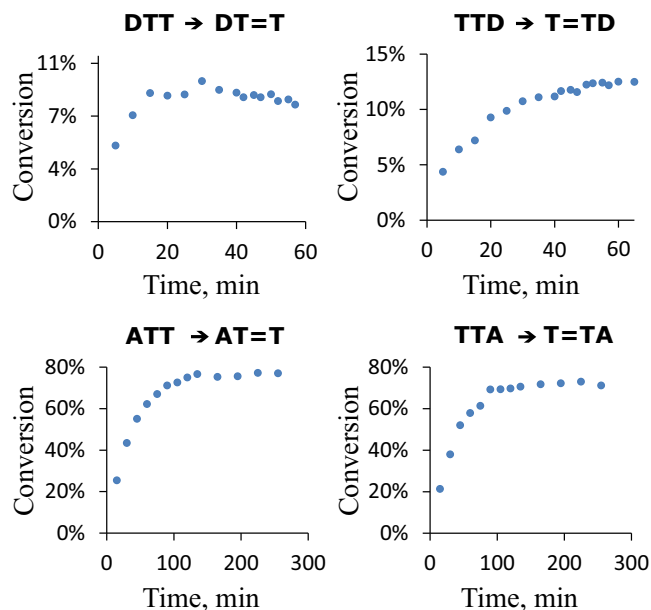 DTT → DT=T
11%
7%
4%
0%
Conversion
0
20
40
60
Time, min
TTD → T=TD
15%
10%
5%
0%
Conversion
0
20
40
60
Time, min
ATT → AT=T
80%
60%
40%
20%
0%
Conversion
0
100
200
300
Time, min
TTA → T=TA
80%
60%
40%
20%
0%
Conversion
0
100
200
300
Time, min